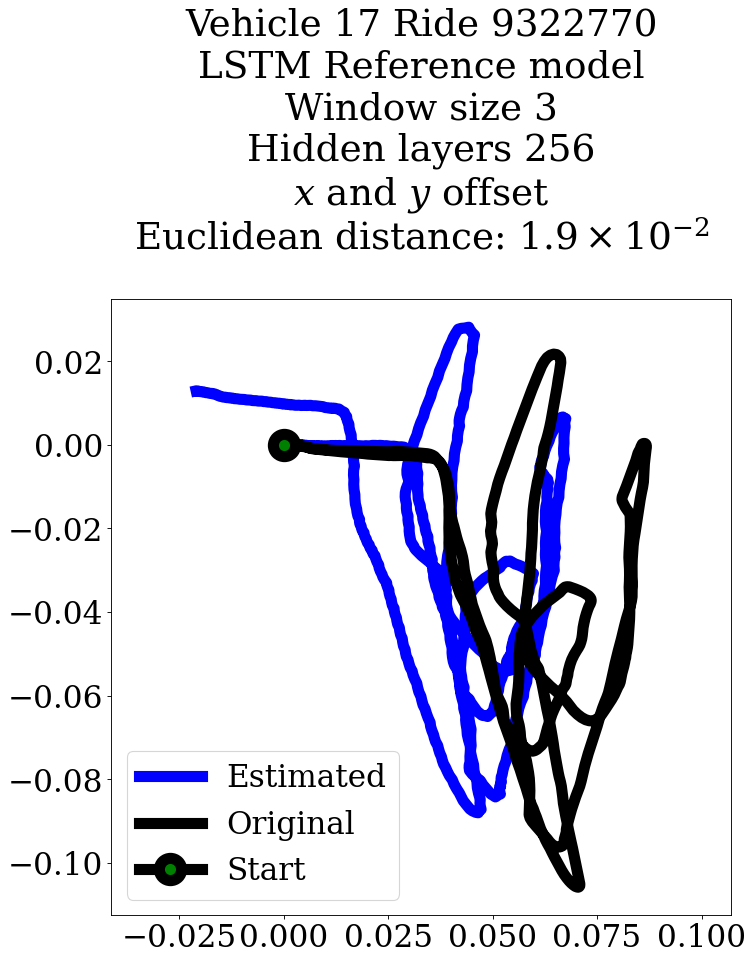 Vehicle 17 Ride 9322770
LSTM Reference model
Window size 3
Hidden layers 256
x and y offset
Euclidean distance: 1.9 × 10⁻²
0.02
0.00
−0.02
−0.04
−0.06
−0.08
−0.10
Estimated
Original
Start
−0.025 0.000 0.025 0.050 0.075 0.100